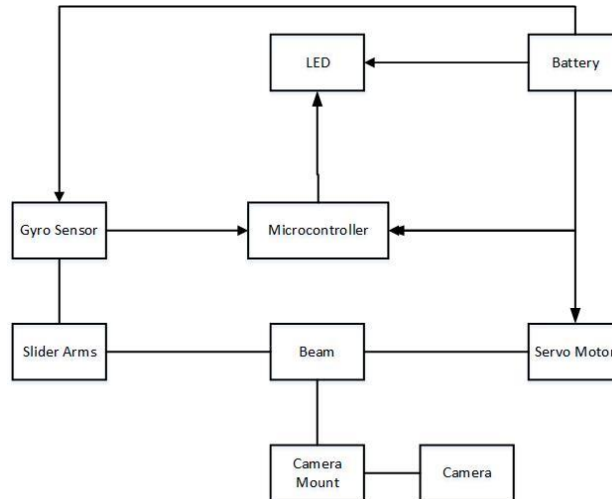 LED
Battery
Gyro Sensor
Microcontroller
Slider Arms
Beam
Servo Motor
Camera
Mount
Camera